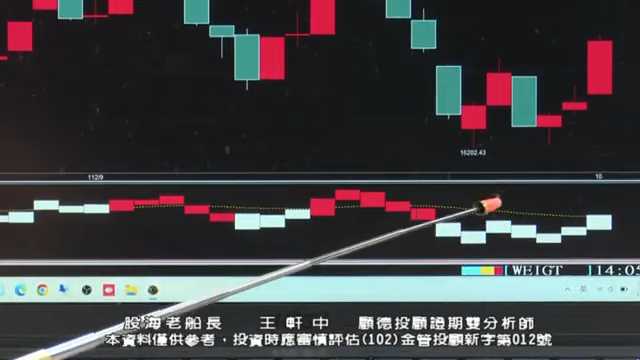 16202.43
112/9
10
[WEIGT ]14:05
股海老船長 王軒中 顧德投顧證期雙分析師
本資料僅供參考，投資時應審慎評估(102)金管投顧新字第012號